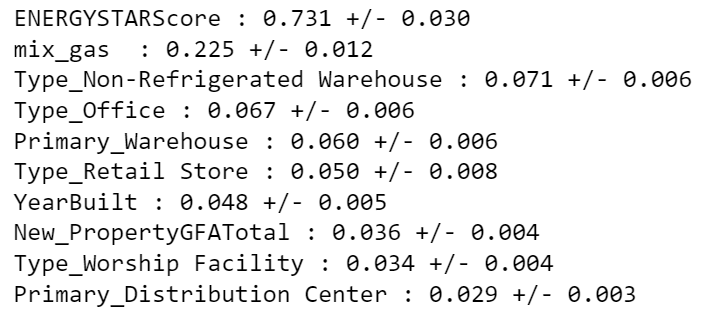 ENERGYSTARScore : 0.731 +/- 0.030
mix_gas  : 0.225 +/- 0.012
Type_Non-Refrigerated Warehouse : 0.071 +/- 0.006
Type_Office : 0.067 +/- 0.006
Primary_Warehouse : 0.060 +/- 0.006
Type_Retail Store : 0.050 +/- 0.008
YearBuilt : 0.048 +/- 0.005
New_PropertyGFATotal : 0.036 +/- 0.004
Type_Worship Facility : 0.034 +/- 0.004
Primary_Distribution Center : 0.029 +/- 0.003